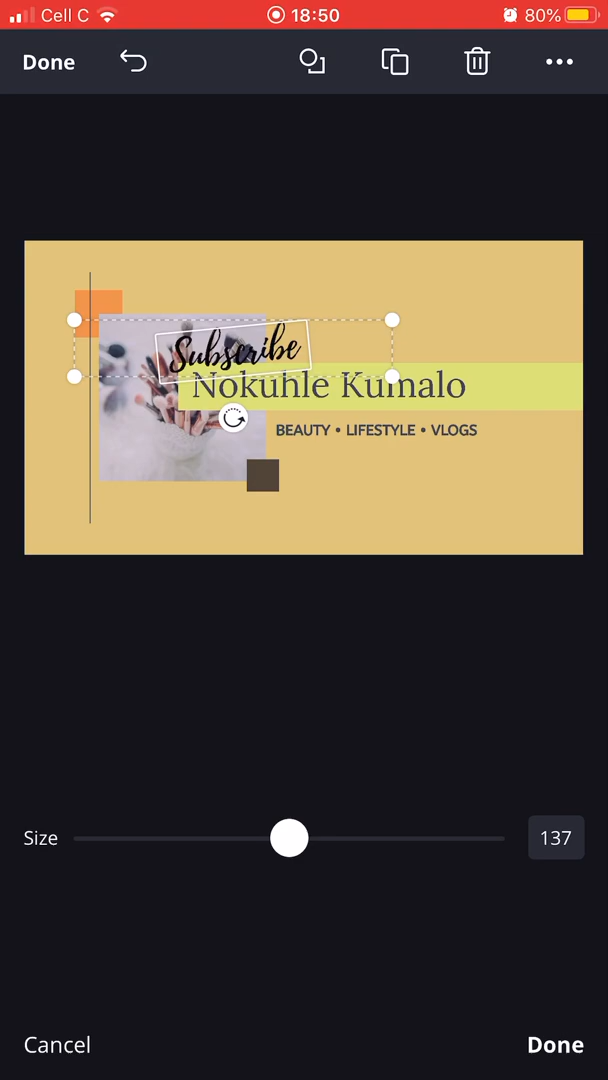 Cell C 18:50 80%
Done
Subscribe
Nokuhle Kumalo
BEAUTY • LIFESTYLE • VLOGS
Size 137
Cancel Done